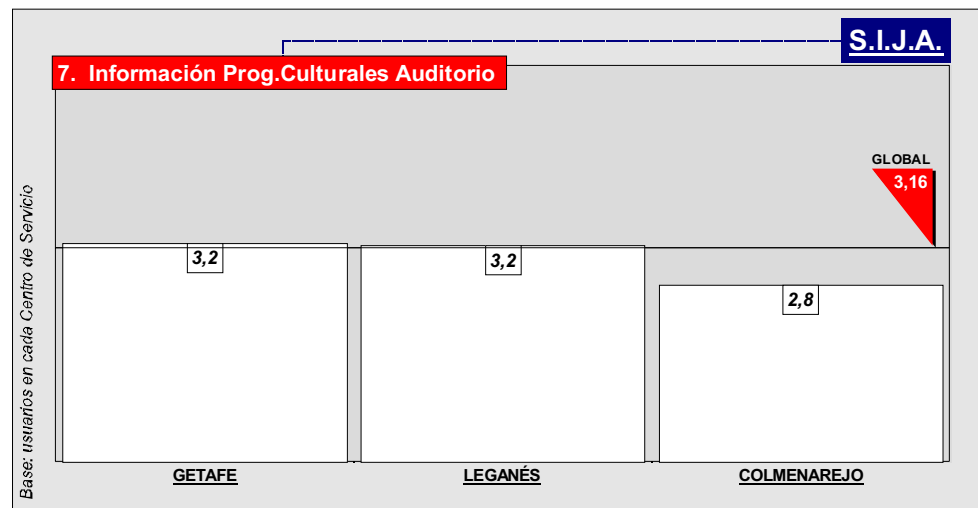 S.I.J.A.
7. Información Prog.Culturales Auditorio
GLOBAL
3,16
Base: usuarios en cada Centro de Servicio
3,2
3,2
2,8
GETAFE
LEGANÉS
COLMENAREJO